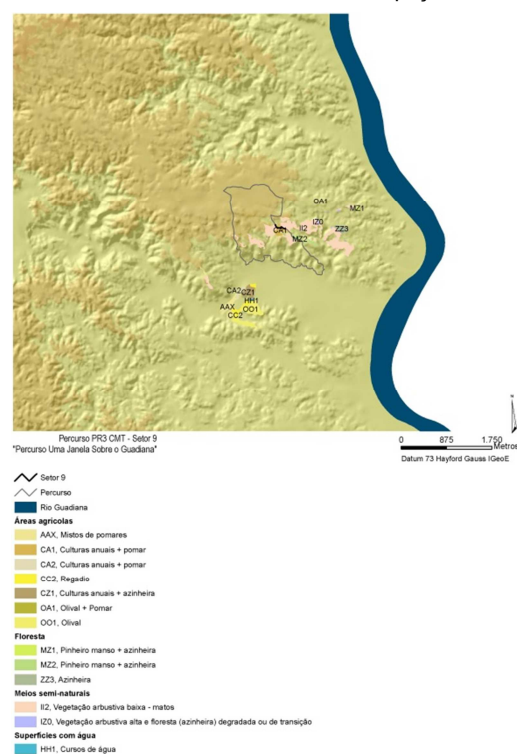 OA1
MZ1
IZ0
II2
ZZ3
CA1
MZ2
CA2 CZ1
HH1
AAX OO1
CC2
Percurso PR3 CMT - Setor 9
"Percurso Uma Janela Sobre o Guadiana"
0 875 1.750
Metros
Datum 73 Hayford Gauss IGeoE
Setor 9
Percurso
Rio Guadiana
Áreas agrícolas
AAX, Mistos de pomares
CA1, Culturas anuais + pomar
CA2, Culturas anuais + pomar
CC2, Regadio
CZ1, Culturas anuais + azinheira
OA1, Olival + Pomar
OO1, Olival
Floresta
MZ1, Pinheiro manso + azinheira
MZ2, Pinheiro manso + azinheira
ZZ3, Azinheira
Meios semi-naturais
II2, Vegetação arbustiva baixa - matos
IZ0, Vegetação arbustiva alta e floresta (azinheira) degradada ou de transição
Superfícies com água
HH1, Cursos de água